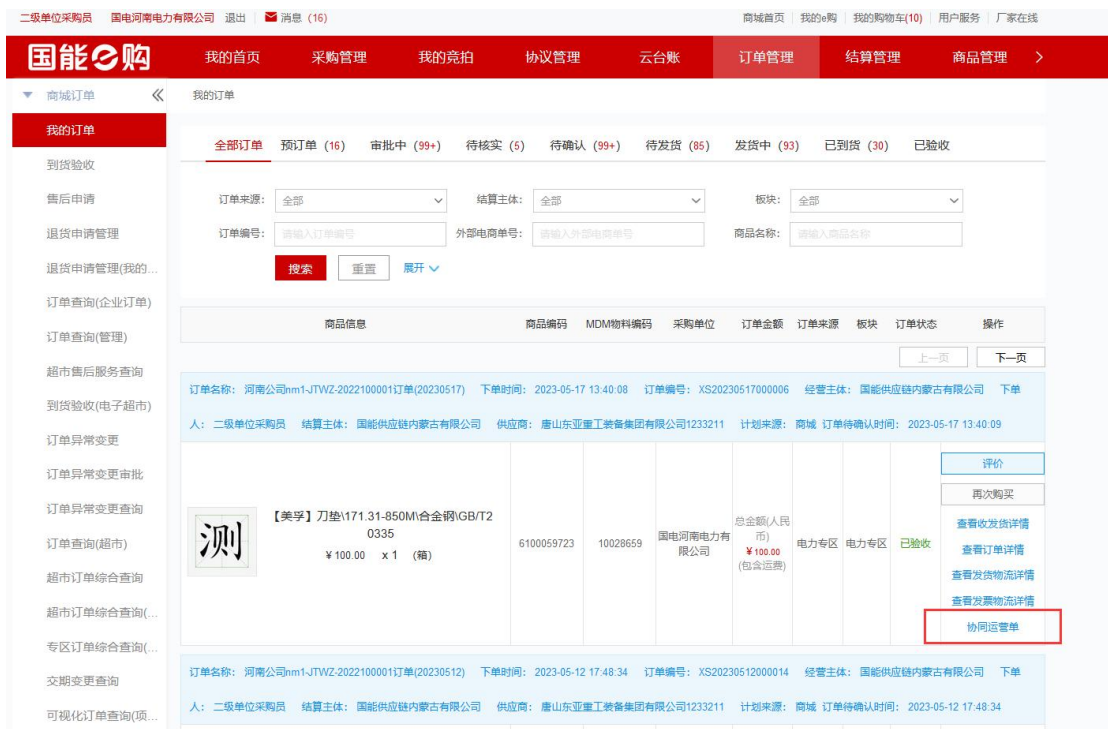 二级单位采购员 国电河南电力有限公司 退出 消息 (16) 商城首页 我的e购 我的购物车(10) 用户服务 厂家在线
国能e购 我的首页 采购管理 我的竞拍 协议管理 云台账 订单管理 结算管理 商品管理 >
商城订单 我的订单
我的订单
全部订单 预订单 (16) 审批中 (99+) 待核实 (5) 待确认 (99+) 待发货 (85) 发货中 (93) 已到货 (30) 已验收
到货验收
售后申请 订单来源: 全部 结算主体: 全部 板块: 全部
退货申请管理 订单编号: 请输入订单编号 外部电商单号: 请输入外部电商单号 商品名称: 请输入商品名称
退货申请管理(我的... 搜索 重置 展开
订单查询(企业订单)
订单查询(管理) 商品信息 商品编码 MDM物料编码 采购单位 订单金额 订单来源 板块 订单状态 操作
上一页 下一页
超市售后服务查询
订单名称: 河南公司nm1-JTWZ-2022100001订单(20230517) 下单时间: 2023-05-17 13:40:08 订单编号: XS20230517000006 经营主体: 国能供应链内蒙古有限公司 下单
到货验收(电子超市)
人: 二级单位采购员 结算主体: 国能供应链内蒙古有限公司 供应商: 唐山东亚重工装备集团有限公司1233211 计划来源: 商城 订单待确认时间: 2023-05-17 13:40:09
订单异常变更
评价
订单异常变更审批
再次购买
订单异常变更查询
测 【美孚】刀垫\171.31-850M\合金钢\GB/T2
0335
¥ 100.00 x 1 (箱)
6100059723 10028659
国电河南电力有
限公司
总金额(人民
币)
¥ 100.00
(包含运费)
电力专区 电力专区 已验收
查看收发货详情
查看订单详情
查看发货物流详情
查看发票物流详情
协同运营单
订单查询(超市)
超市订单综合查询
超市订单综合查询(...
专区订单综合查询(...
交期变更查询
订单名称: 河南公司nm1-JTWZ-2022100001订单(20230512) 下单时间: 2023-05-12 17:48:34 订单编号: XS20230512000014 经营主体: 国能供应链内蒙古有限公司 下单
人: 二级单位采购员 结算主体: 国能供应链内蒙古有限公司 供应商: 唐山东亚重工装备集团有限公司1233211 计划来源: 商城 订单待确认时间: 2023-05-12 17:48:34
可视化订单查询(项...